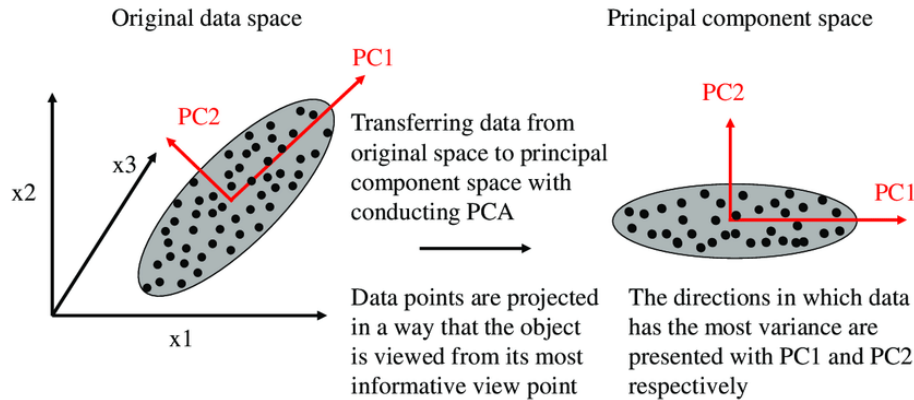 Original data space
Principal component space
PC1
PC2
x3
x2
x1
Transferring data from
original space to principal
component space with
conducting PCA
Data points are projected
in a way that the object
is viewed from its most
informative view point
PC2
PC1
The directions in which data
has the most variance are
presented with PC1 and PC2
respectively